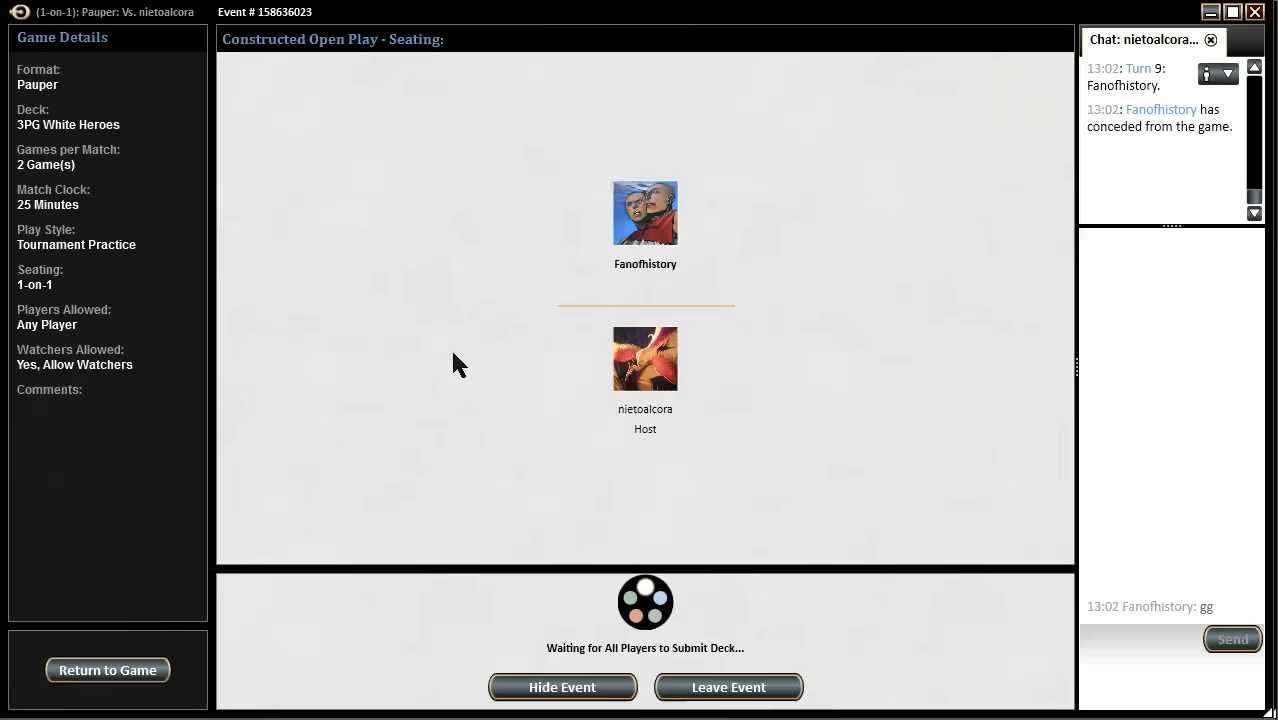 (1-on-1): Pauper: Vs. nietoalcora
Event # 158636023
Game Details
Format:
Pauper
Deck:
3PG White Heroes
Games per Match:
2 Game(s)
Match Clock:
25 Minutes
Play Style:
Tournament Practice
Seating:
1-on-1
Players Allowed:
Any Player
Watchers Allowed:
Yes, Allow Watchers
Comments:
Return to Game
Constructed Open Play - Seating:
Fanofhistory
nietoalcora
Host
Waiting for All Players to Submit Deck...
Hide Event
Leave Event
Chat: nietoalcora...
13:02: Turn 9:
Fanofhistory.
13:02: Fanofhistory has
conceded from the game.
13:02 Fanofhistory: gg
Send